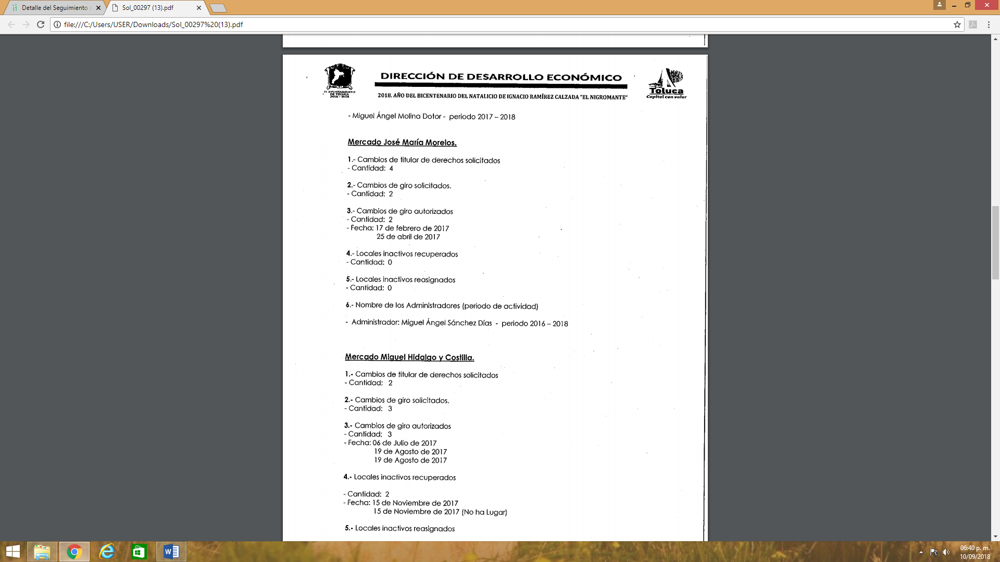 Detalle del Seguimiento
Sol_00297 (13).pdf
file:///C:/Users/USER/Downloads/Sol_00297%20(13).pdf
H. AYUNTAMIENTO
DE TOLUCA
2016 - 2018
DIRECCIÓN DE DESARROLLO ECONÓMICO
2018. AÑO DEL BICENTENARIO DEL NATALICIO DE IGNACIO RAMÍREZ CALZADA "EL NIGROMANTE"
Toluca
Capital con valor
- Miguel Ángel Molina Dotor - periodo 2017 – 2018
Mercado José María Morelos.
1.- Cambios de titular de derechos solicitados
- Cantidad: 4
2.- Cambios de giro solicitados.
- Cantidad: 2
3.- Cambios de giro autorizados
- Cantidad: 2
- Fecha: 17 de febrero de 2017
25 de abril de 2017
4.- Locales inactivos recuperados
- Cantidad: 0
5.- Locales inactivos reasignados
- Cantidad: 0
6.- Nombre de los Administradores (periodo de actividad)
- Administrador: Miguel Ángel Sánchez Días - periodo 2016 – 2018
Mercado Miguel Hidalgo y Costilla.
1.- Cambios de titular de derechos solicitados
- Cantidad: 2
2.- Cambios de giro solicitados.
- Cantidad: 3
3.- Cambios de giro autorizados
- Cantidad: 3
- Fecha: 06 de Julio de 2017
19 de Agosto de 2017
19 de Agosto de 2017
4.- Locales inactivos recuperados
- Cantidad: 2
- Fecha: 15 de Noviembre de 2017
15 de Noviembre de 2017 (No ha Lugar)
5.- Locales inactivos reasignados
06:40 p. m.
10/09/2018